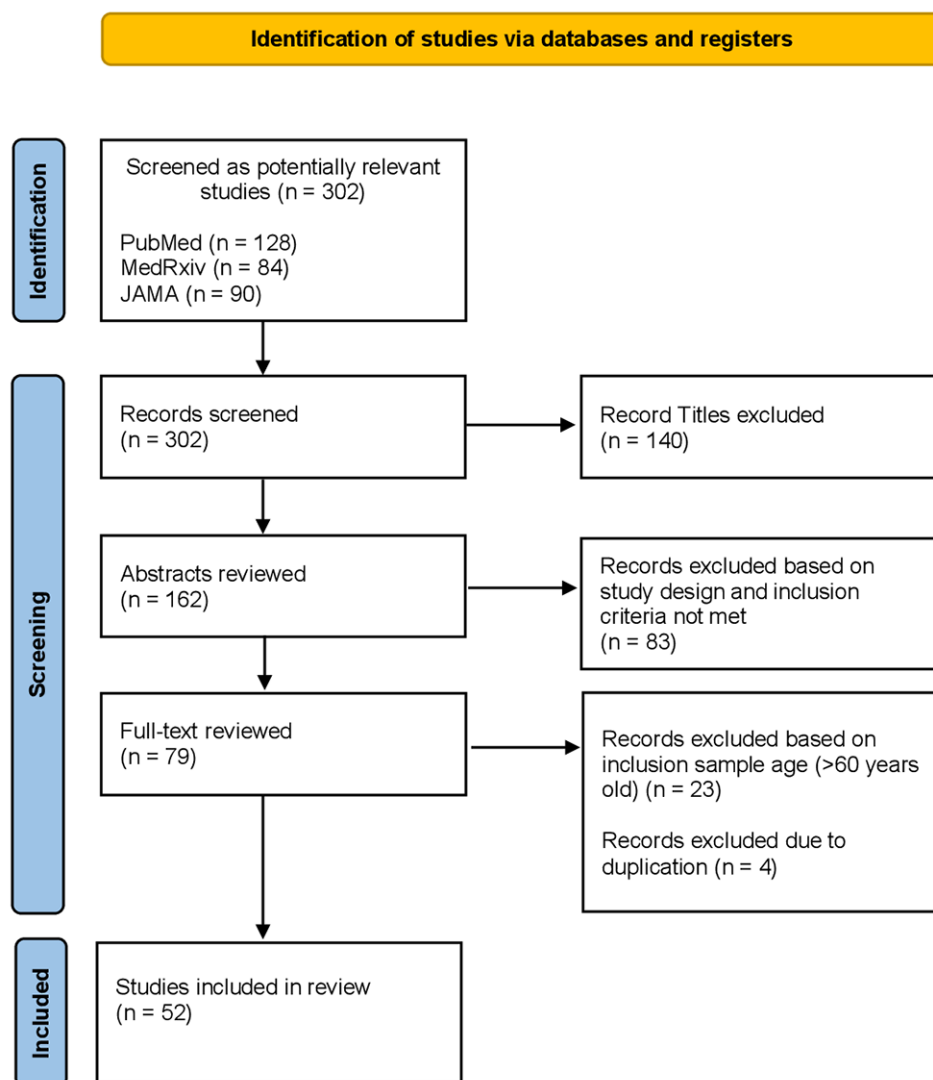 Identification of studies via databases and registers
Identification
Screened as potentially relevant
studies (n = 302)
PubMed (n = 128)
MedRxiv (n = 84)
JAMA (n = 90)
Screening
Records screened
(n = 302)
Record Titles excluded
(n = 140)
Abstracts reviewed
(n = 162)
Records excluded based on
study design and inclusion
criteria not met
(n = 83)
Full-text reviewed
(n = 79)
Records excluded based on
inclusion sample age (>60 years
old) (n = 23)
Records excluded due to
duplication (n = 4)
Included
Studies included in review
(n = 52)